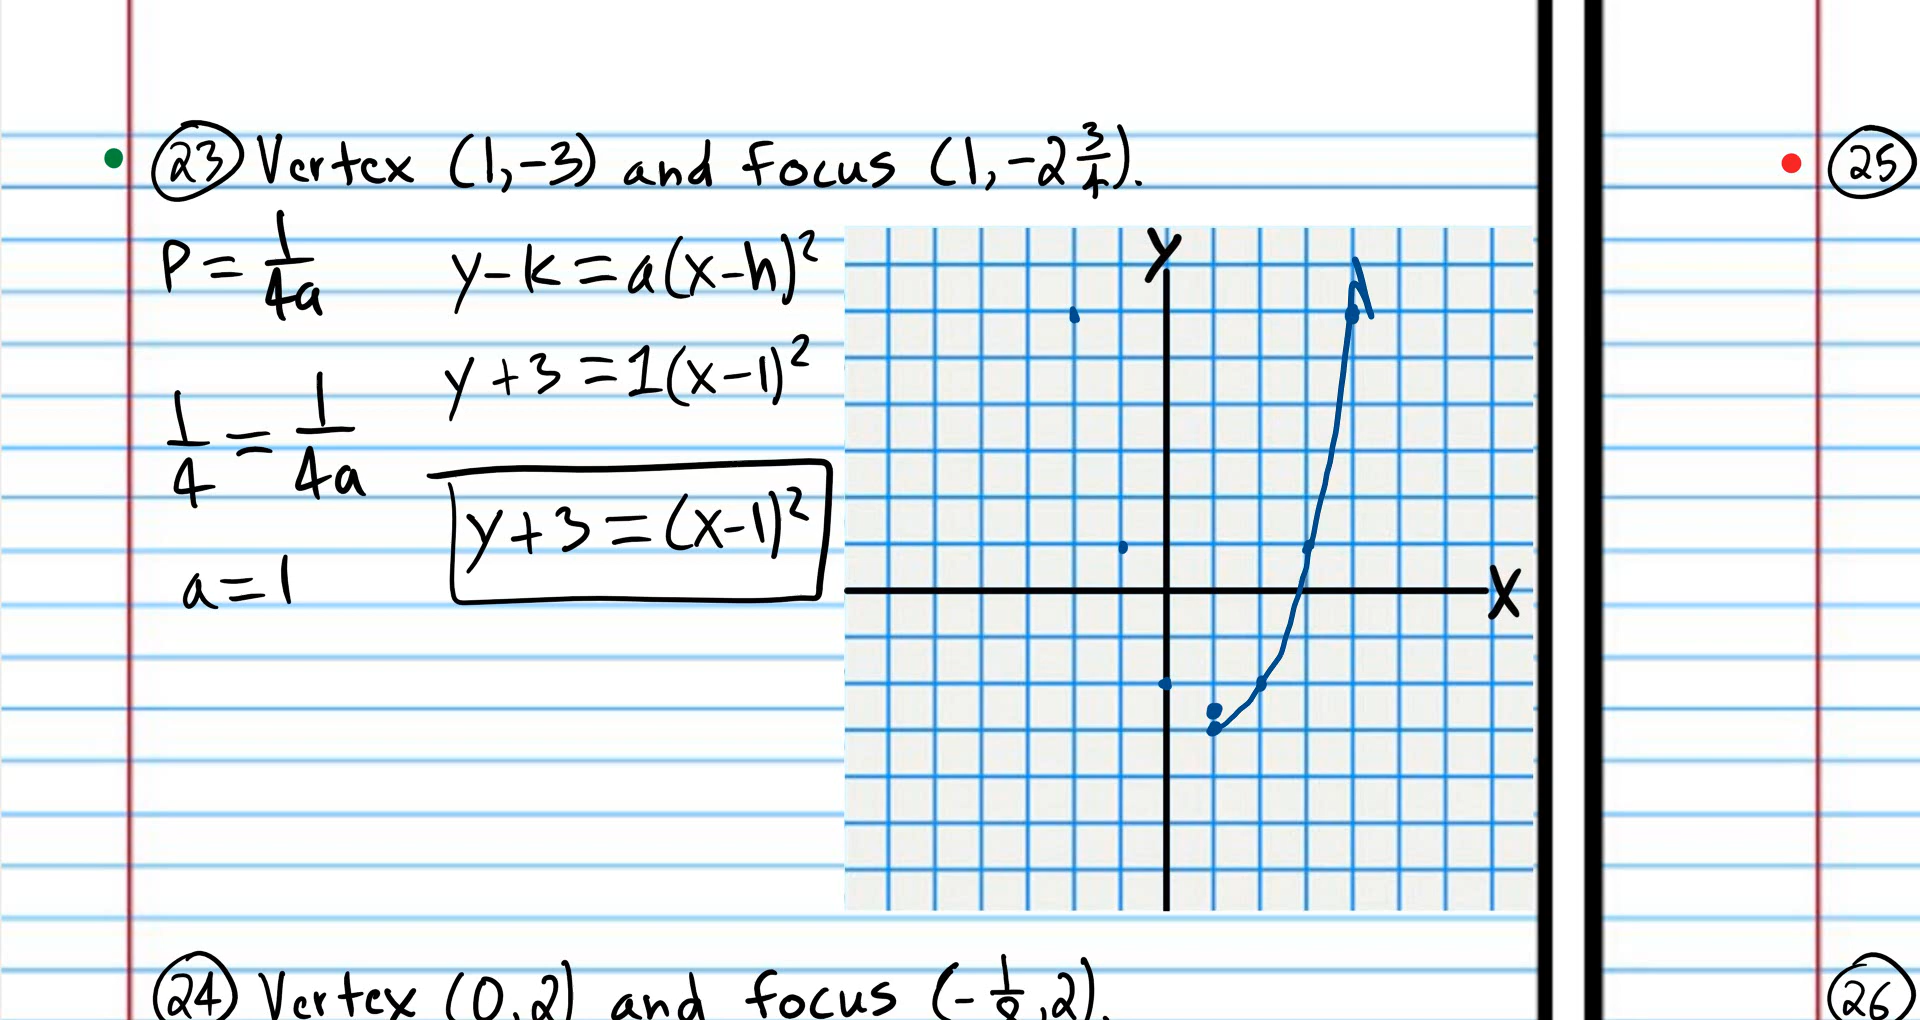 23 Vertex (1,-3) and focus (1,-2 3/4).
P = 1/4a
y-k = a(x-h)²
y+3 = 1(x-1)²
1/4 = 1/4a
y+3 = (x-1)²
a = 1
Y
X
24 Vertex (0,2) and focus (-1/8,2).
25
26